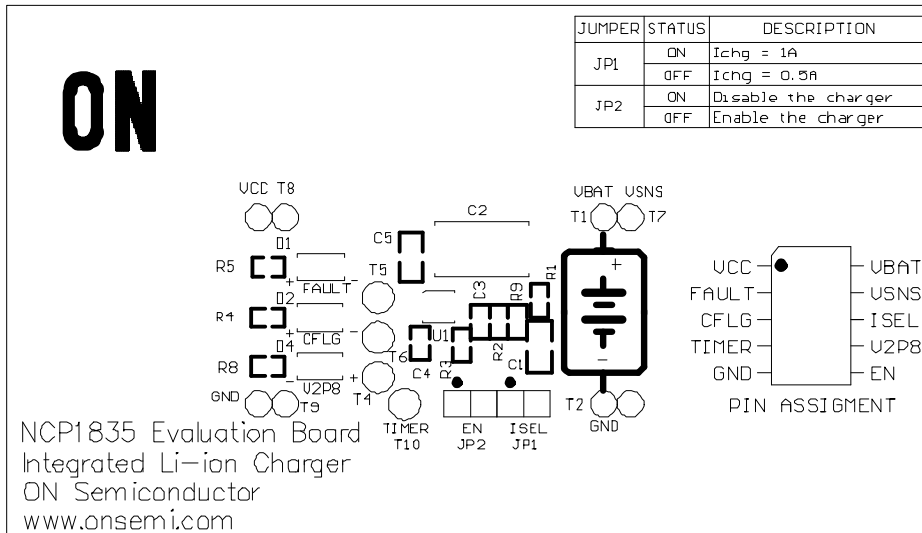 JUMPER STATUS DESCRIPTION
JP1 ON Ichg = 1A
OFF Ichg = 0.5A
JP2 ON Disable the charger
OFF Enable the charger
ON
VCC T8
VBAT VSNS
T1 T7
C2
C5
D1
R5
T5
+ FAULT -
C3
R9
R1
+
D2
R4
+ CFLG -
U1
R2
C1
T6
C4
R3
D4
R8
- V2P8 +
T4
-
GND T9
TIMER
T10
EN
JP2
ISEL
JP1
T2
GND
VCC VBAT
FAULT VSNS
CFLG ISEL
TIMER V2P8
GND EN
PIN ASSIGMENT
NCP1835 Evaluation Board
Integrated Li-ion Charger
ON Semiconductor
www.onsemi.com